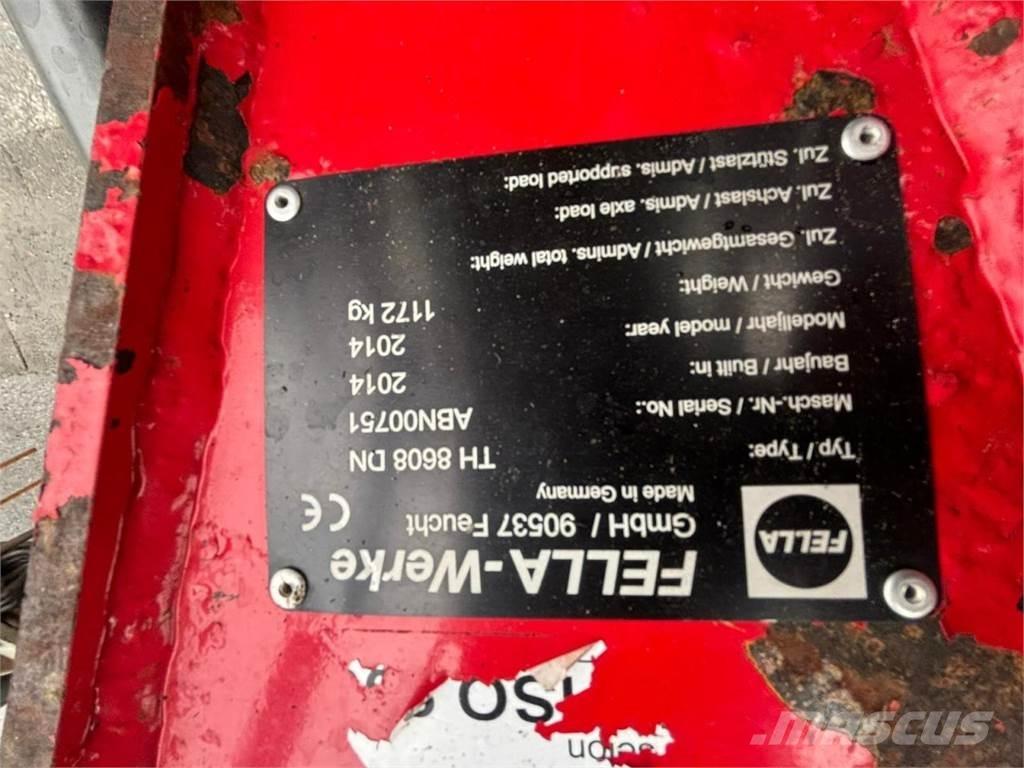 FELLA
FELLA-Werke
GmbH / 90537 Feucht
Made in Germany
CE
Typ / Type: TH 8608 DN
Masch.-Nr. / Serial No.: ABN00751
Baujahr / Built in: 2014
Modelljahr / model year: 2014
Gewicht / Weight: 1172 kg
Zul. Gesamtgewicht / Admins. total weight:
Zul. Achslast / Admis. axle load:
Zul. Stützlast / Admis. supported load:
ISO
mascus